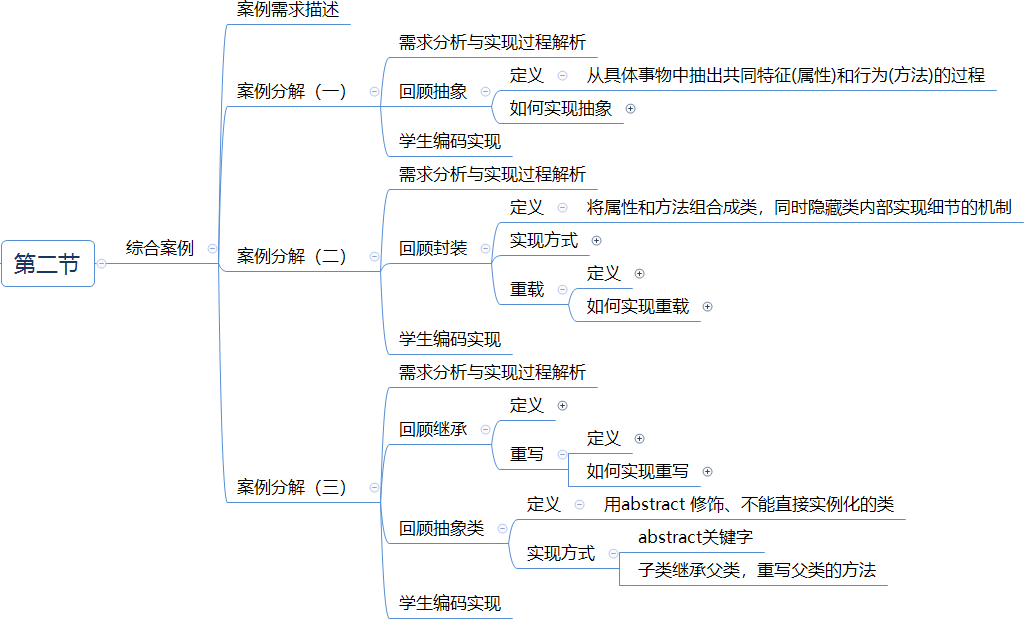 第二节
综合案例
案例需求描述
案例分解（一）
需求分析与实现过程解析
回顾抽象
定义
从具体事物中抽出共同特征(属性)和行为(方法)的过程
如何实现抽象
学生编码实现
案例分解（二）
需求分析与实现过程解析
回顾封装
定义
将属性和方法组合成类，同时隐藏类内部实现细节的机制
实现方式
重载
定义
如何实现重载
学生编码实现
案例分解（三）
需求分析与实现过程解析
回顾继承
定义
重写
定义
如何实现重写
回顾抽象类
定义
用abstract 修饰、不能直接实例化的类
实现方式
abstract关键字
子类继承父类，重写父类的方法
学生编码实现